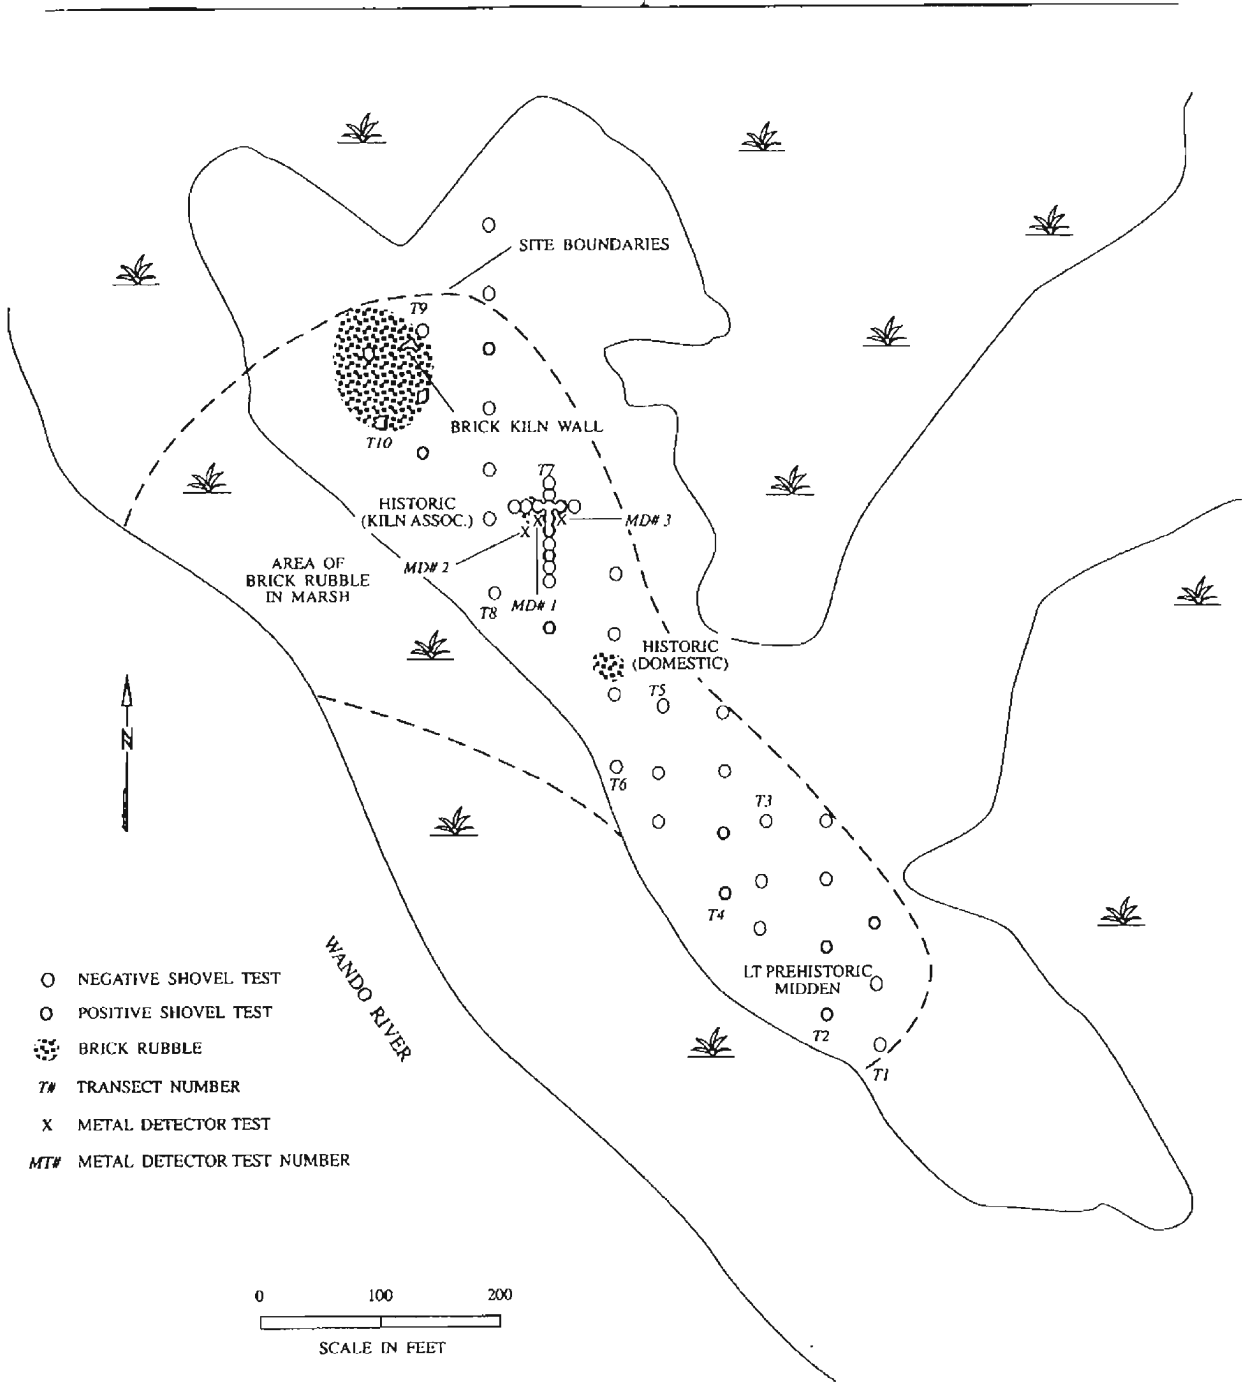 SITE BOUNDARIES
T9
BRICK KILN WALL
T10
T7
HISTORIC
(KILN ASSOC.)
MD# 3
AREA OF
BRICK RUBBLE
IN MARSH
MD# 2
MD# 1
T8
HISTORIC
(DOMESTIC)
T5
N
T6
T3
T4
WANDO RIVER
LT PREHISTORIC
MIDDEN
T2
T1
NEGATIVE SHOVEL TEST
POSITIVE SHOVEL TEST
BRICK RUBBLE
T# TRANSECT NUMBER
X METAL DETECTOR TEST
MT# METAL DETECTOR TEST NUMBER
0 100 200
SCALE IN FEET